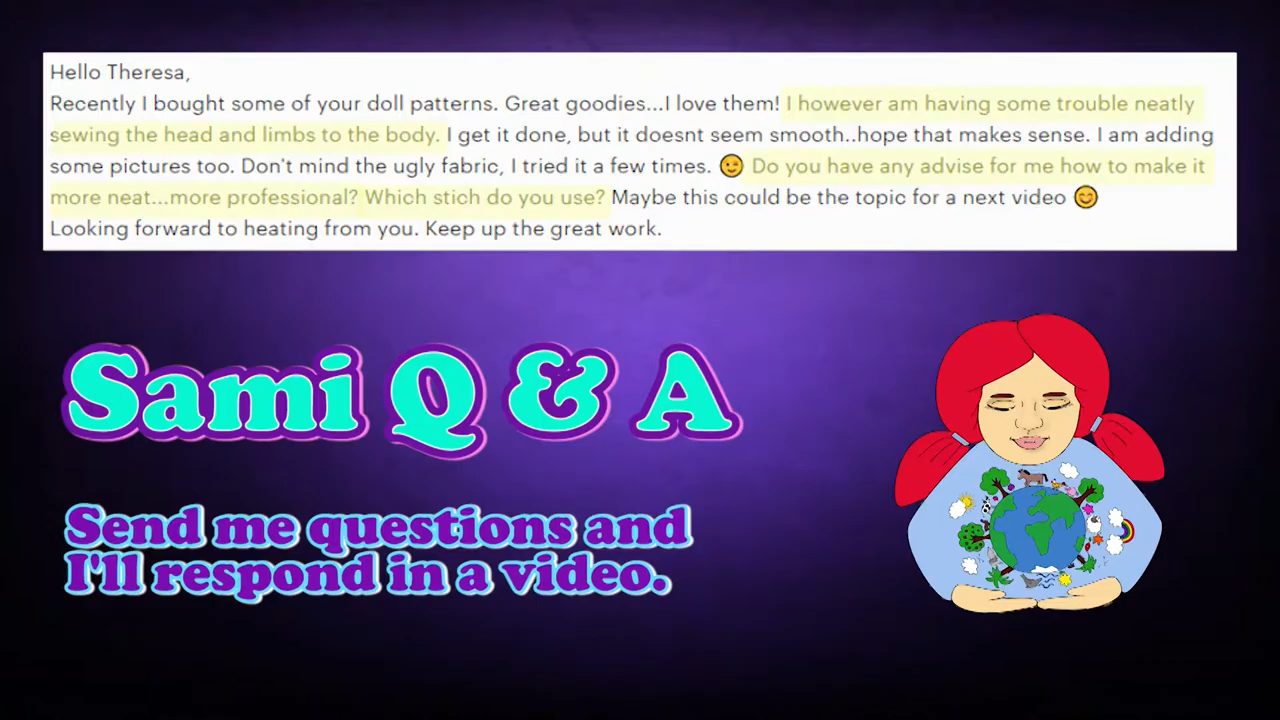 Hello Theresa,
Recently I bought some of your doll patterns. Great goodies...I love them! I however am having some trouble neatly
sewing the head and limbs to the body. I get it done, but it doesnt seem smooth..hope that makes sense. I am adding
some pictures too. Don't mind the ugly fabric, I tried it a few times. 😉 Do you have any advise for me how to make it
more neat...more professional? Which stich do you use? Maybe this could be the topic for a next video 😊
Looking forward to heating from you. Keep up the great work.
Sami Q & A
Send me questions and
I'll respond in a video.